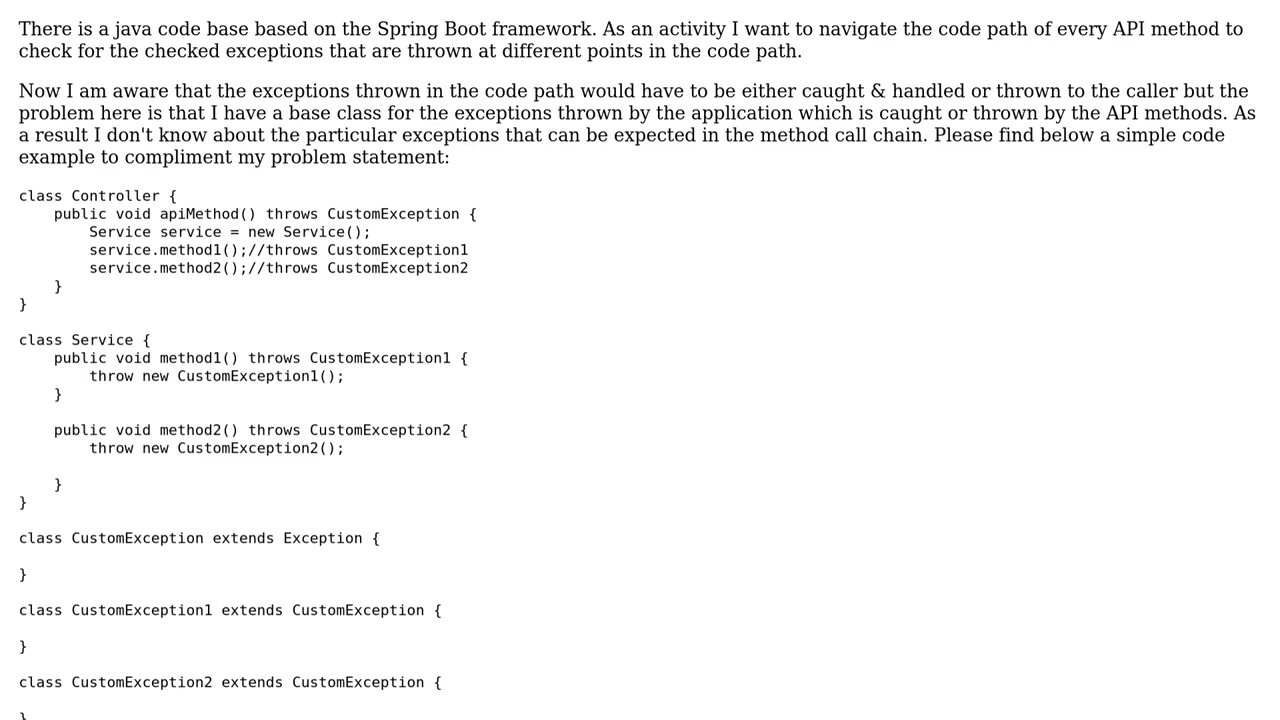 There is a java code base based on the Spring Boot framework. As an activity I want to navigate the code path of every API method to
check for the checked exceptions that are thrown at different points in the code path.
Now I am aware that the exceptions thrown in the code path would have to be either caught & handled or thrown to the caller but the
problem here is that I have a base class for the exceptions thrown by the application which is caught or thrown by the API methods. As
a result I don't know about the particular exceptions that can be expected in the method call chain. Please find below a simple code
example to compliment my problem statement:
class Controller {
    public void apiMethod() throws CustomException {
        Service service = new Service();
        service.method1();//throws CustomException1
        service.method2();//throws CustomException2
    }
}
class Service {
    public void method1() throws CustomException1 {
        throw new CustomException1();
    }
    public void method2() throws CustomException2 {
        throw new CustomException2();
    }
}
class CustomException extends Exception {
}
class CustomException1 extends CustomException {
}
class CustomException2 extends CustomException {
}